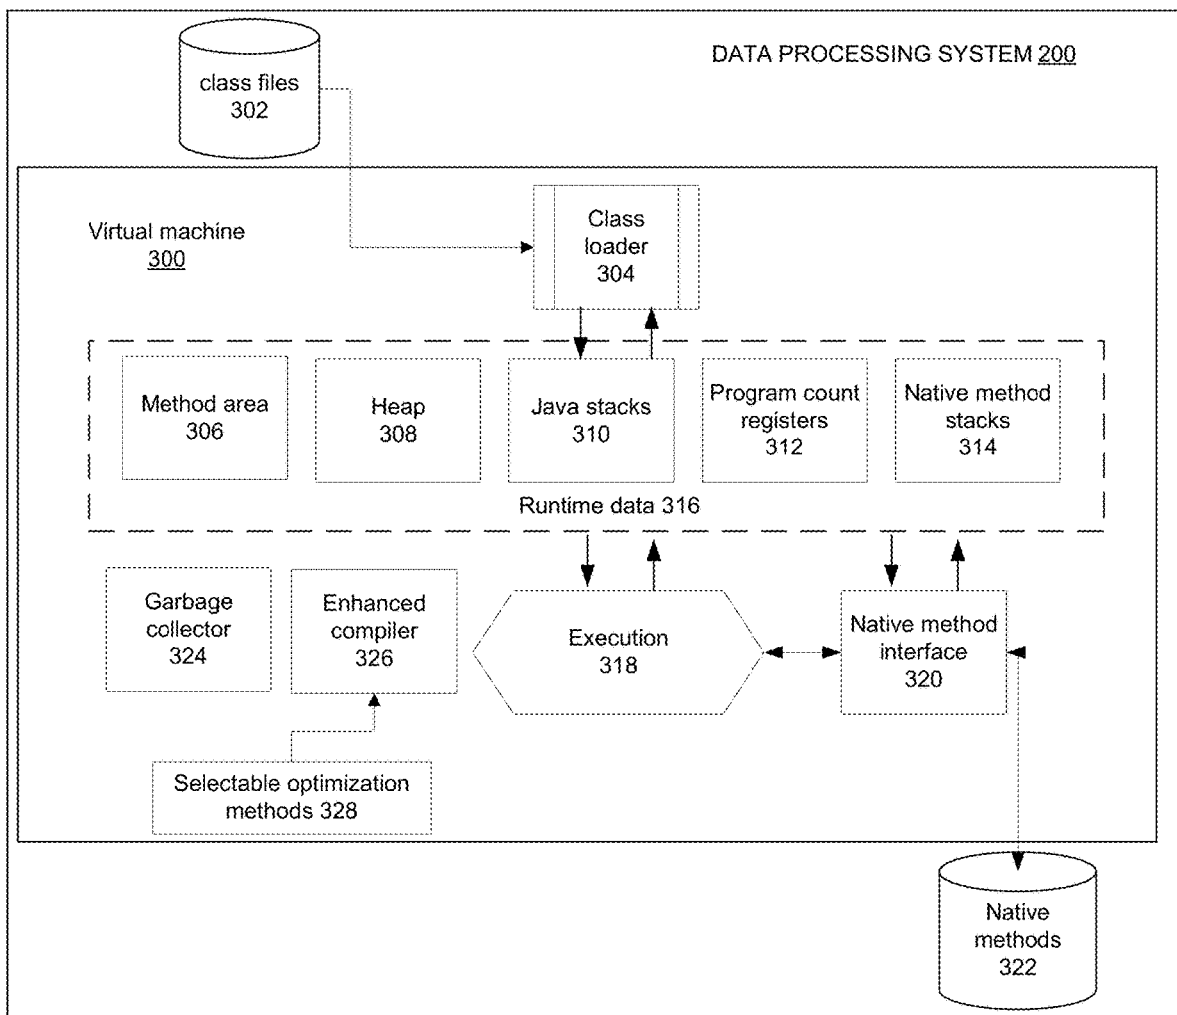 DATA PROCESSING SYSTEM 200
class files
302
Virtual machine
300
Class
loader
304
Method area
306
Heap
308
Java stacks
310
Program count
registers
312
Native method
stacks
314
Runtime data 316
Garbage
collector
324
Enhanced
compiler
326
Execution
318
Native method
interface
320
Selectable optimization
methods 328
Native
methods
322